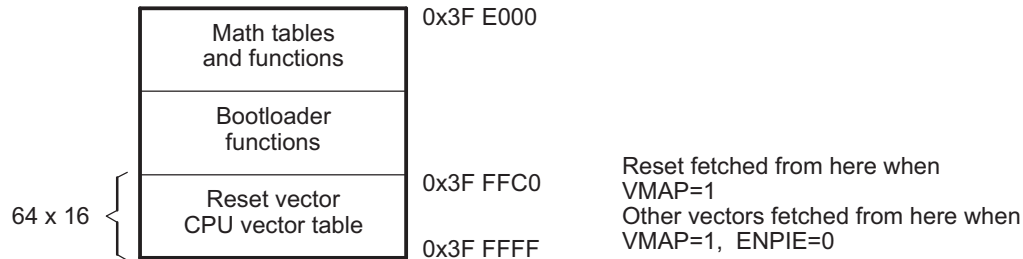 0x3F E000
Math tables
and functions
Bootloader
functions
0x3F FFC0
Reset vector
CPU vector table
64 x 16
0x3F FFFF
Reset fetched from here when
VMAP=1
Other vectors fetched from here when
VMAP=1, ENPIE=0